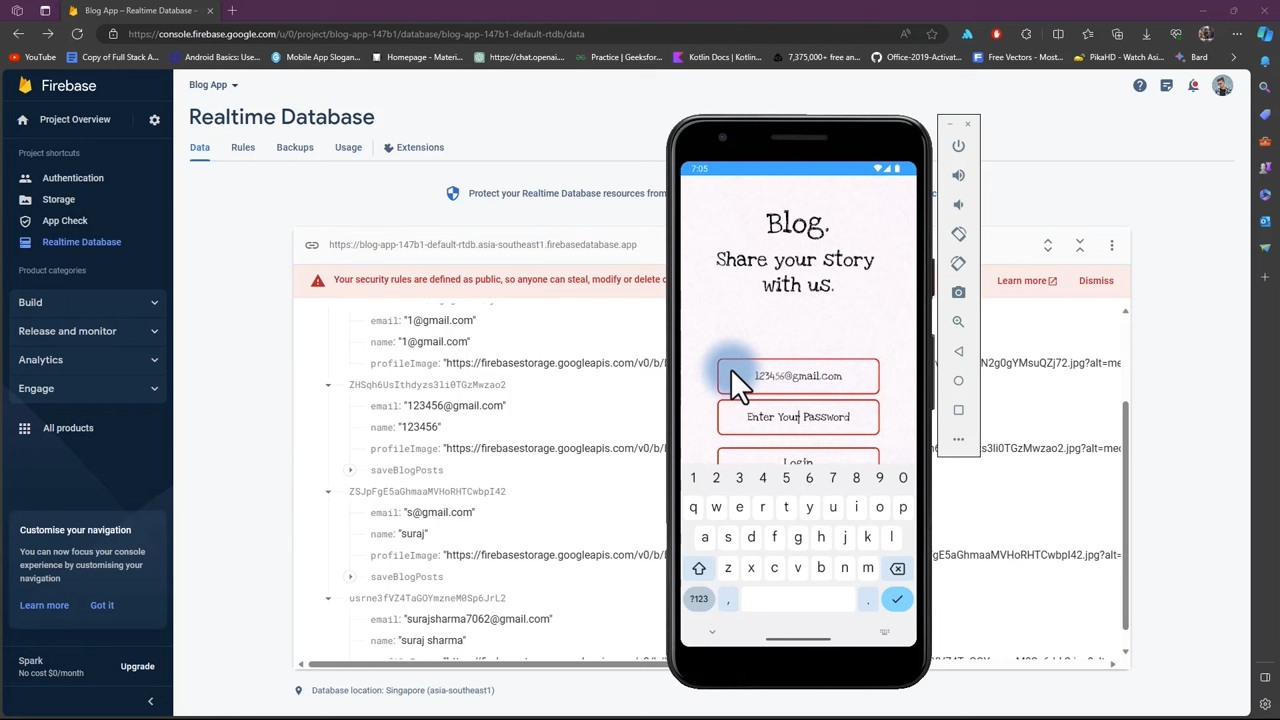 Blog App – Realtime Database
https://console.firebase.google.com/u/0/project/blog-app-147b1/database/blog-app-147b1-default-rtdb/data
YouTube
Copy of Full Stack A...
Android Basics: Use...
Mobile App Slogan...
Homepage - Materi...
https://chat.openai....
Practice | Geeksfor...
Kotlin Docs | Kotlin...
7,375,000+ free an...
Office-2019-Activat...
Free Vectors - Most...
PikaHD - Watch Asi...
Bard
Firebase
Project Overview
Project shortcuts
Authentication
Storage
App Check
Realtime Database
Product categories
Build
Release and monitor
Analytics
Engage
All products
Customise your navigation
You can now focus your console
experience by customising your
navigation
Learn more
Got it
Spark
No cost $0/month
Upgrade
Blog App
Realtime Database
Data
Rules
Backups
Usage
Extensions
Protect your Realtime Database resources from
https://blog-app-147b1-default-rtdb.asia-southeast1.firebasedatabase.app
Your security rules are defined as public, so anyone can steal, modify or delete
Learn more
Dismiss
email: "1@gmail.com"
name: "1@gmail.com"
profileImage: "https://firebasestorage.googleapis.com/v0/b/
ZHSqh6UsIthdyzs3li0TGzMwzao2
email: "123456@gmail.com"
name: "123456"
profileImage: "https://firebasestorage.googleapis.com/v0/b/
saveBlogPosts
ZSJpFgE5aGhmaaMVHoRHTCwbpI42
email: "s@gmail.com"
name: "suraj"
profileImage: "https://firebasestorage.googleapis.com/v0/b/
saveBlogPosts
usrne3fVZ4TaGOYmzneM0Sp6JrL2
email: "surajsharma7062@gmail.com"
name: "suraj sharma"
Database location: Singapore (asia-southeast1)
7:05
Blog.
Share your story
with us.
123456@gmail.com
Enter Your Password
Login
1 2 3 4 5 6 7 8 9 0
q w e r t y u i o p
a s d f g h j k l
z x c v b n m
?123 , .